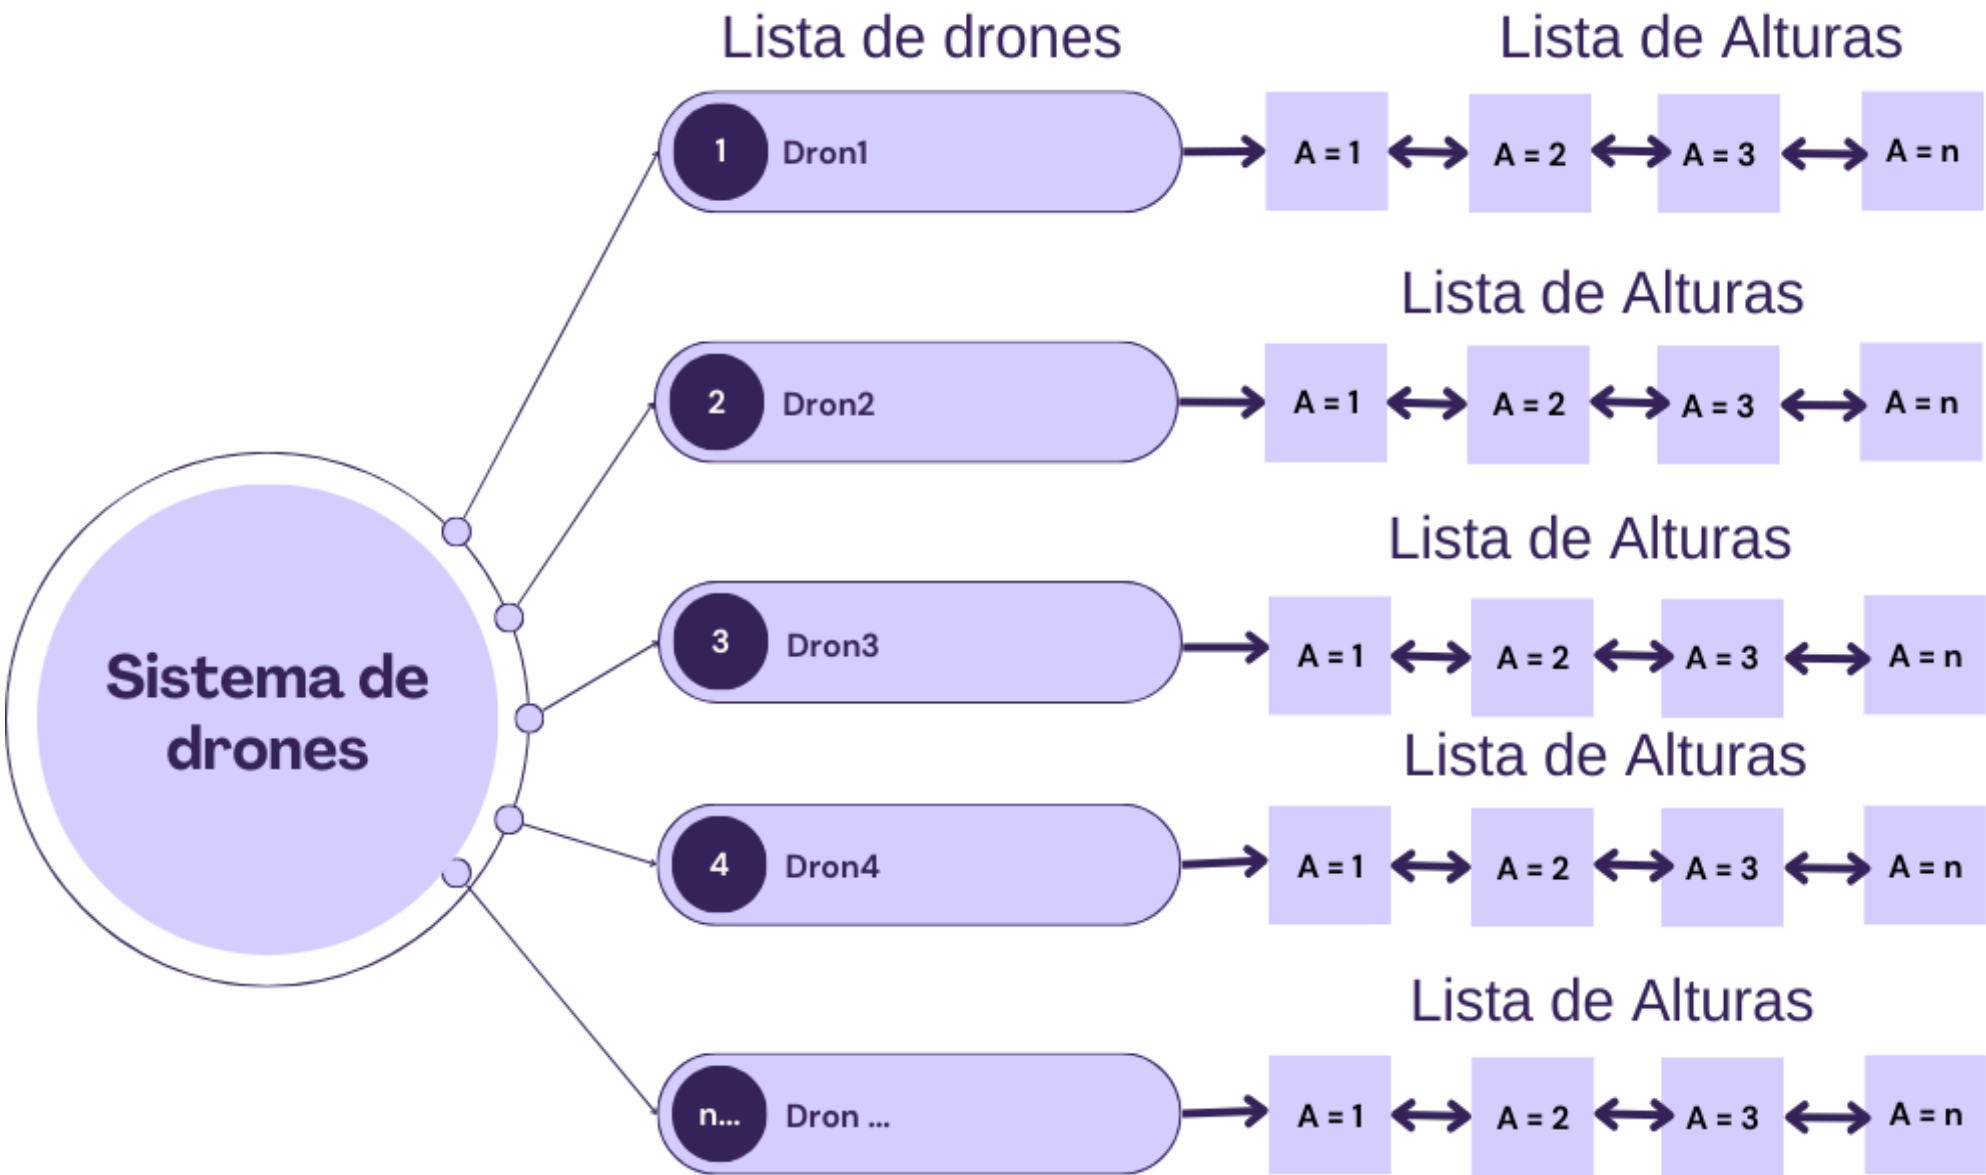 Lista de drones
Lista de Alturas
1 Dron1
A = 1 A = 2 A = 3 A = n
Lista de Alturas
2 Dron2
A = 1 A = 2 A = 3 A = n
Lista de Alturas
3 Dron3
A = 1 A = 2 A = 3 A = n
Sistema de
drones
Lista de Alturas
4 Dron4
A = 1 A = 2 A = 3 A = n
Lista de Alturas
n... Dron ...
A = 1 A = 2 A = 3 A = n